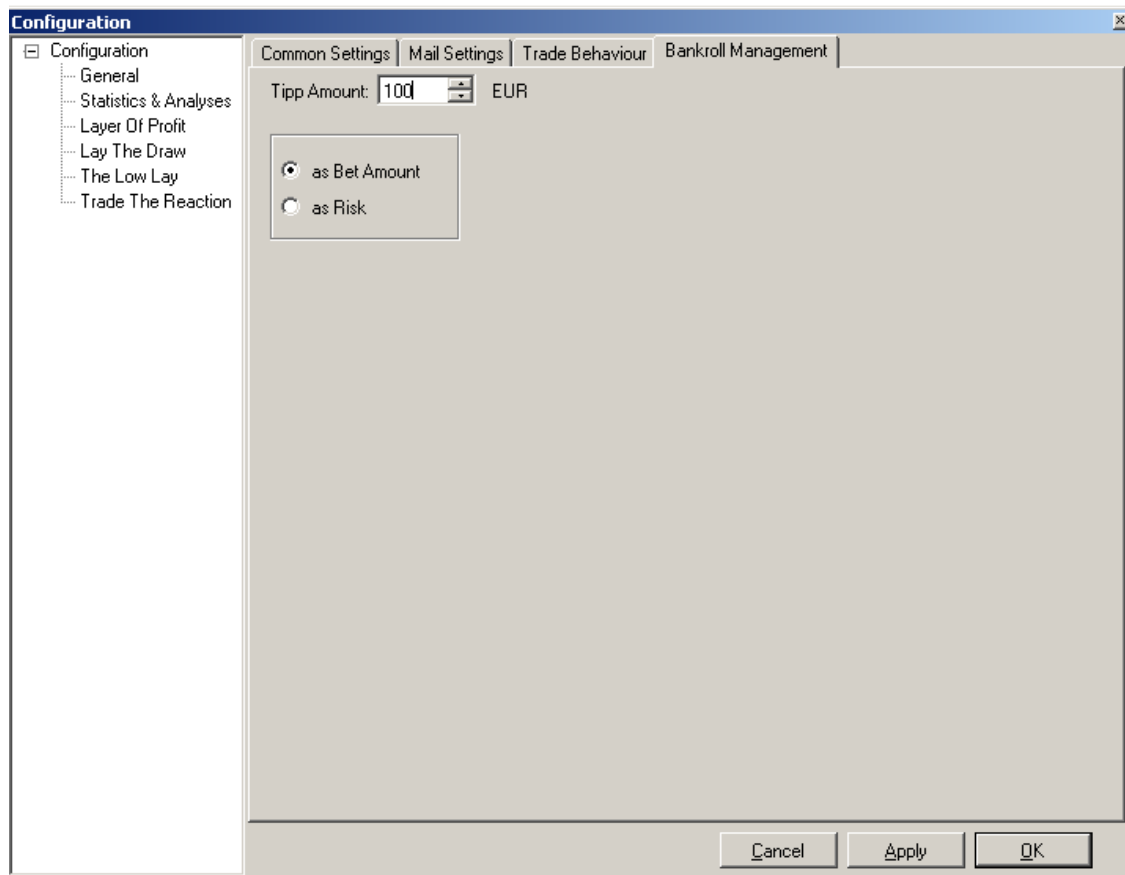 Configuration
Configuration
General
Statistics & Analyses
Layer Of Profit
Lay The Draw
The Low Lay
Trade The Reaction
Common Settings Mail Settings Trade Behaviour Bankroll Management
Tipp Amount: 100 EUR
as Bet Amount
as Risk
Cancel Apply OK